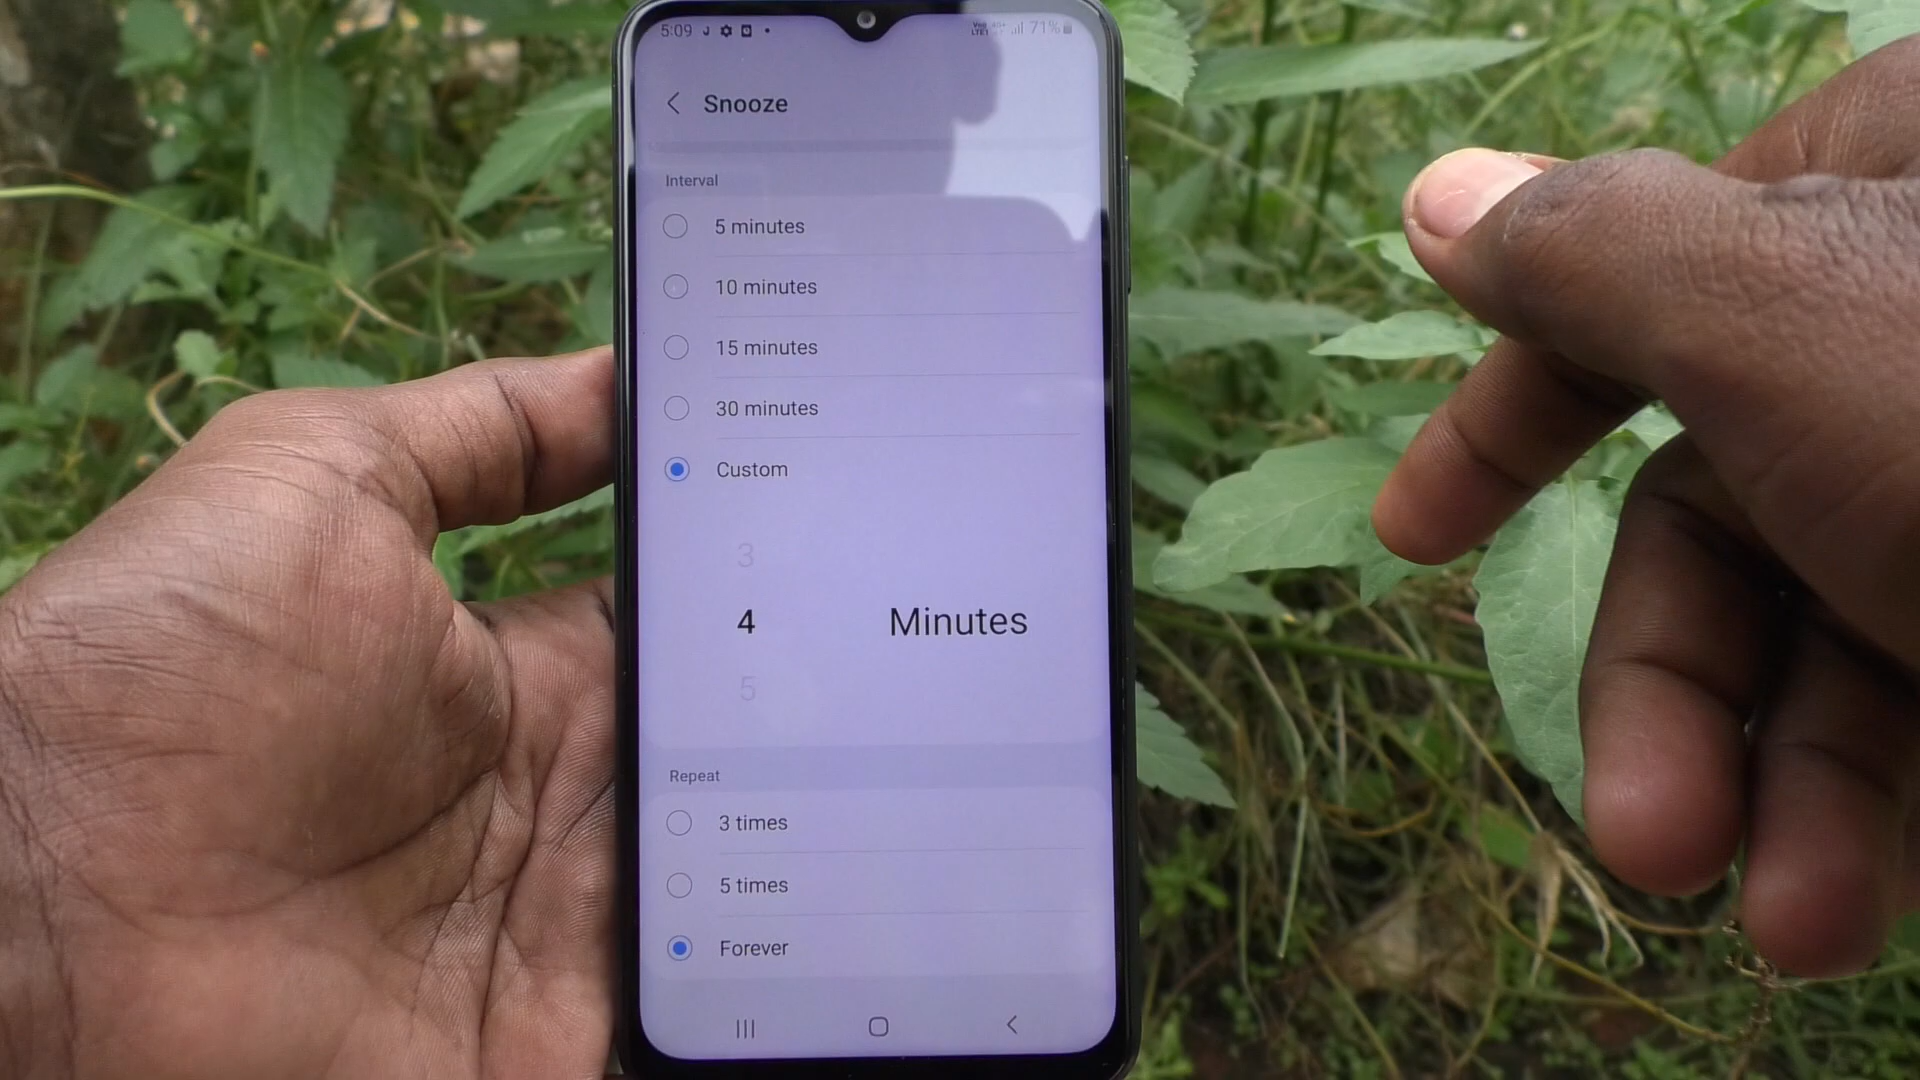 5:09 71%
Snooze
Interval
5 minutes
10 minutes
15 minutes
30 minutes
Custom
3
4 Minutes
5
Repeat
3 times
5 times
Forever